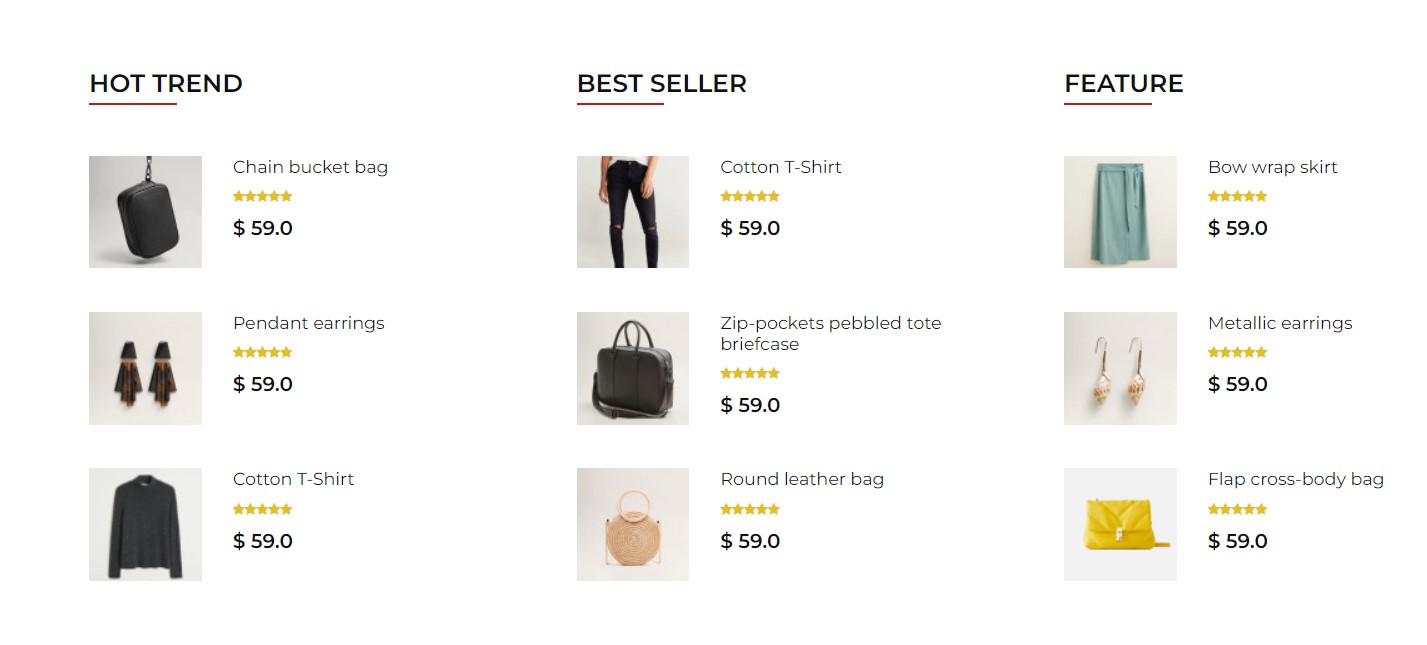 HOT TREND
Chain bucket bag
$ 59.0
Pendant earrings
$ 59.0
Cotton T-Shirt
$ 59.0
BEST SELLER
Cotton T-Shirt
$ 59.0
Zip-pockets pebbled tote
briefcase
$ 59.0
Round leather bag
$ 59.0
FEATURE
Bow wrap skirt
$ 59.0
Metallic earrings
$ 59.0
Flap cross-body bag
$ 59.0